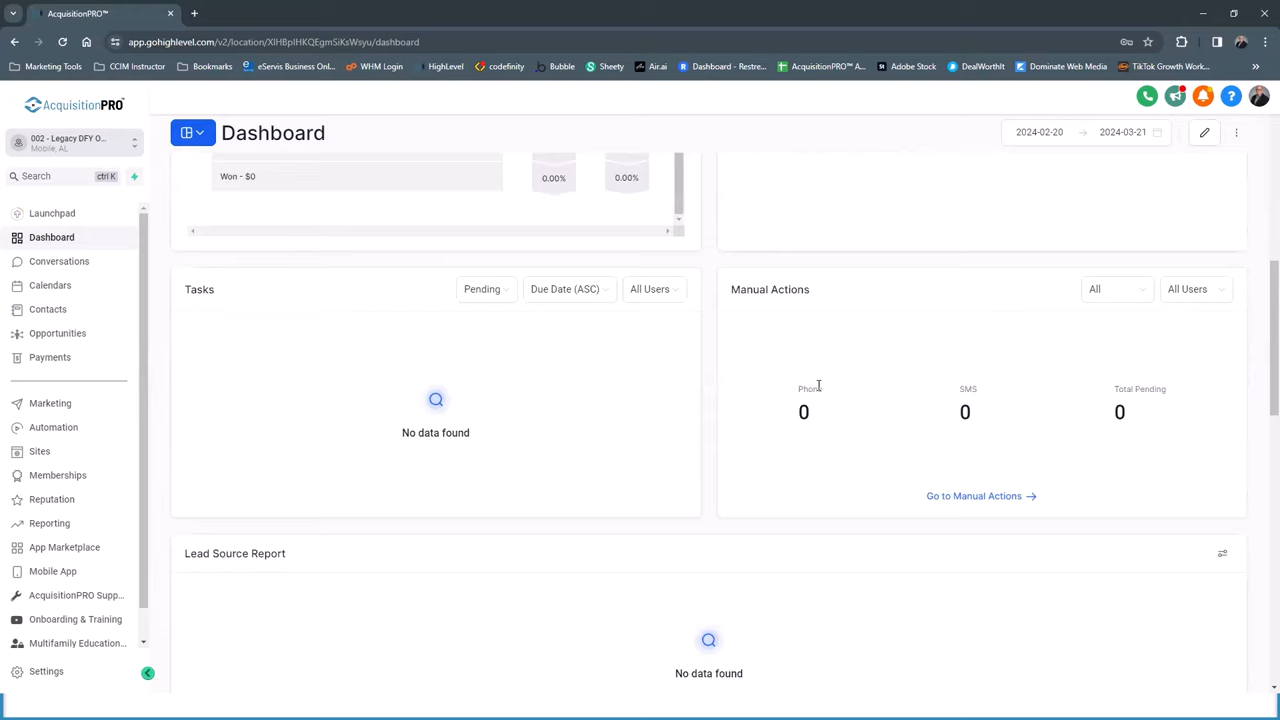 AcquisitionPRO™
app.gohighlevel.com/v2/location/XIHBpIHKQEgmSiKsWsyu/dashboard
Marketing Tools
CCIM Instructor
Bookmarks
eServis Business Onl...
WHM Login
HighLevel
codefinity
Bubble
Sheety
Air.ai
Dashboard - Restre...
AcquisitionPRO™ A...
Adobe Stock
DealWorthIt
Dominate Web Media
TikTok Growth Work...
AcquisitionPRO™
002 - Legacy DFY O...
Mobile, AL
Search
ctrl K
Launchpad
Dashboard
Conversations
Calendars
Contacts
Opportunities
Payments
Marketing
Automation
Sites
Memberships
Reputation
Reporting
App Marketplace
Mobile App
AcquisitionPRO Supp...
Onboarding & Training
Multifamily Education...
Settings
Dashboard
2024-02-20
2024-03-21
Won - $0
0.00%
0.00%
Tasks
Pending
Due Date (ASC)
All Users
No data found
Manual Actions
All
All Users
Phone
SMS
Total Pending
0
0
0
Go to Manual Actions →
Lead Source Report
No data found